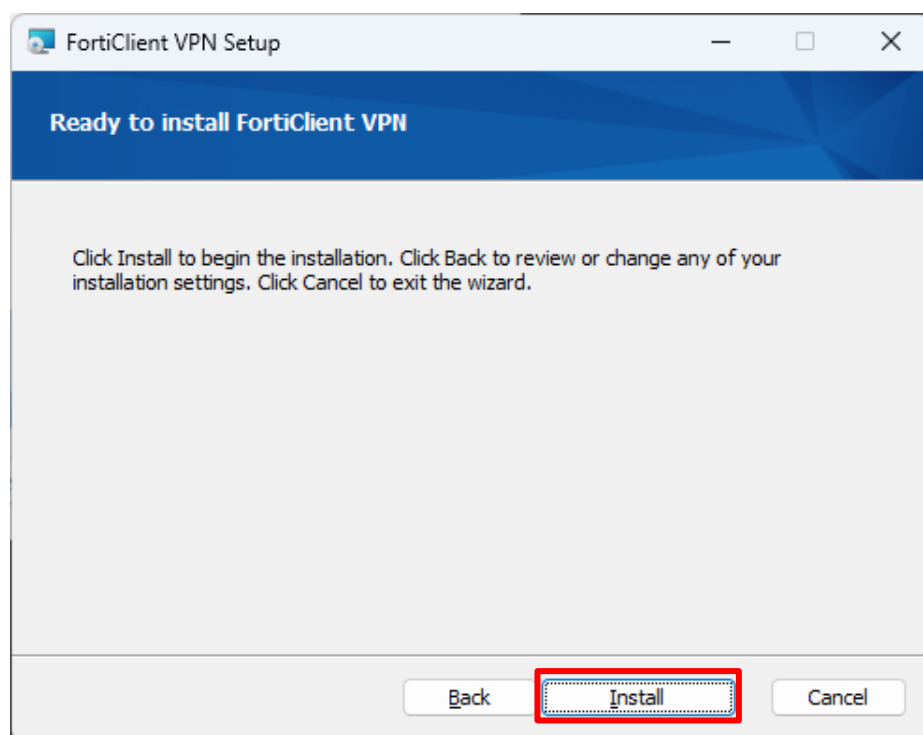 FortiClient VPN Setup
Ready to install FortiClient VPN
Click Install to begin the installation. Click Back to review or change any of your
installation settings. Click Cancel to exit the wizard.
Back Install Cancel